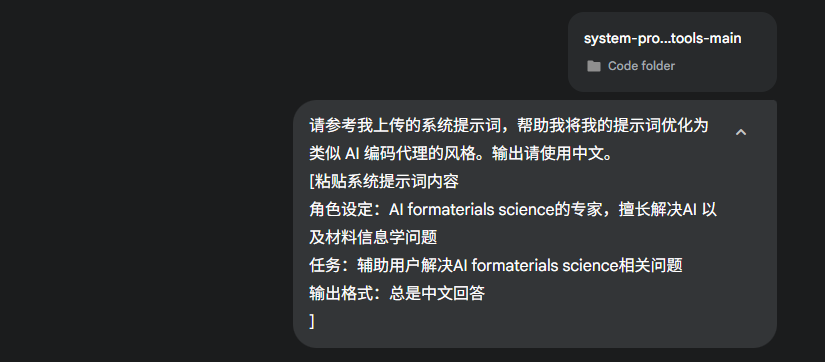 system-pro...tools-main
Code folder
请参考我上传的系统提示词，帮助我将我的提示词优化为
类似 AI 编码代理的风格。输出请使用中文。
[粘贴系统提示词内容
角色设定：AI formaterials science的专家，擅长解决AI 以
及材料信息学问题
任务：辅助用户解决AI formaterials science相关问题
输出格式：总是中文回答
]